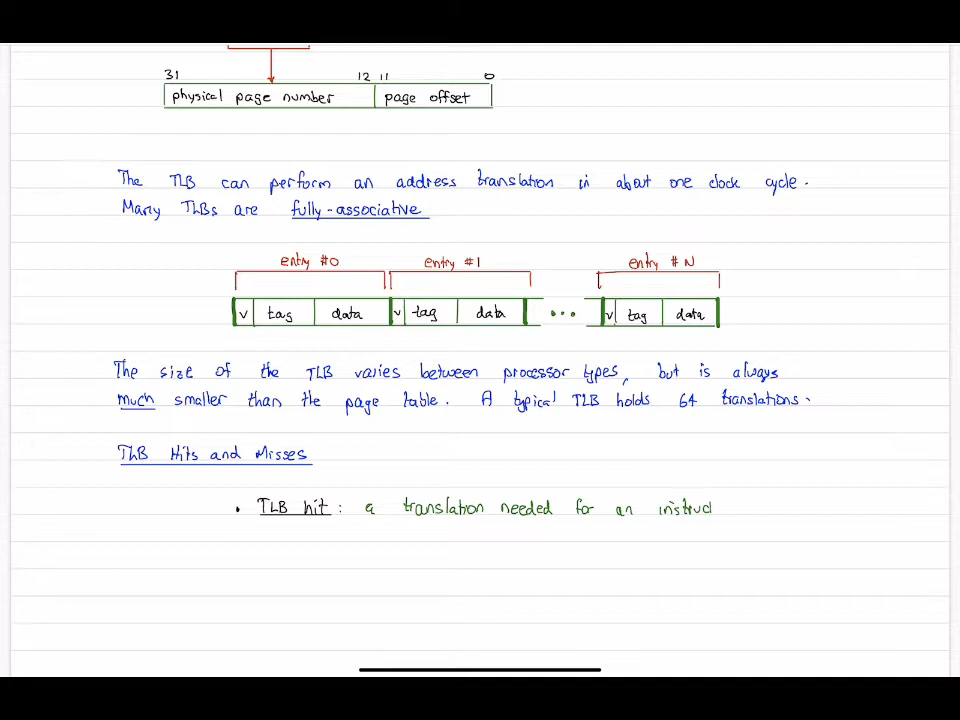 31 12 11 0
physical page number page offset
The TLB can perform an address translation in about one clock cycle.
Many TLBs are fully-associative
entry #0 entry #1 entry #N
v tag data v tag data ... v tag data
The size of the TLB varies between processor types, but is always
much smaller than the page table. A typical TLB holds 64 translations.
TLB Hits and Misses
• TLB hit: a translation needed for an instruc